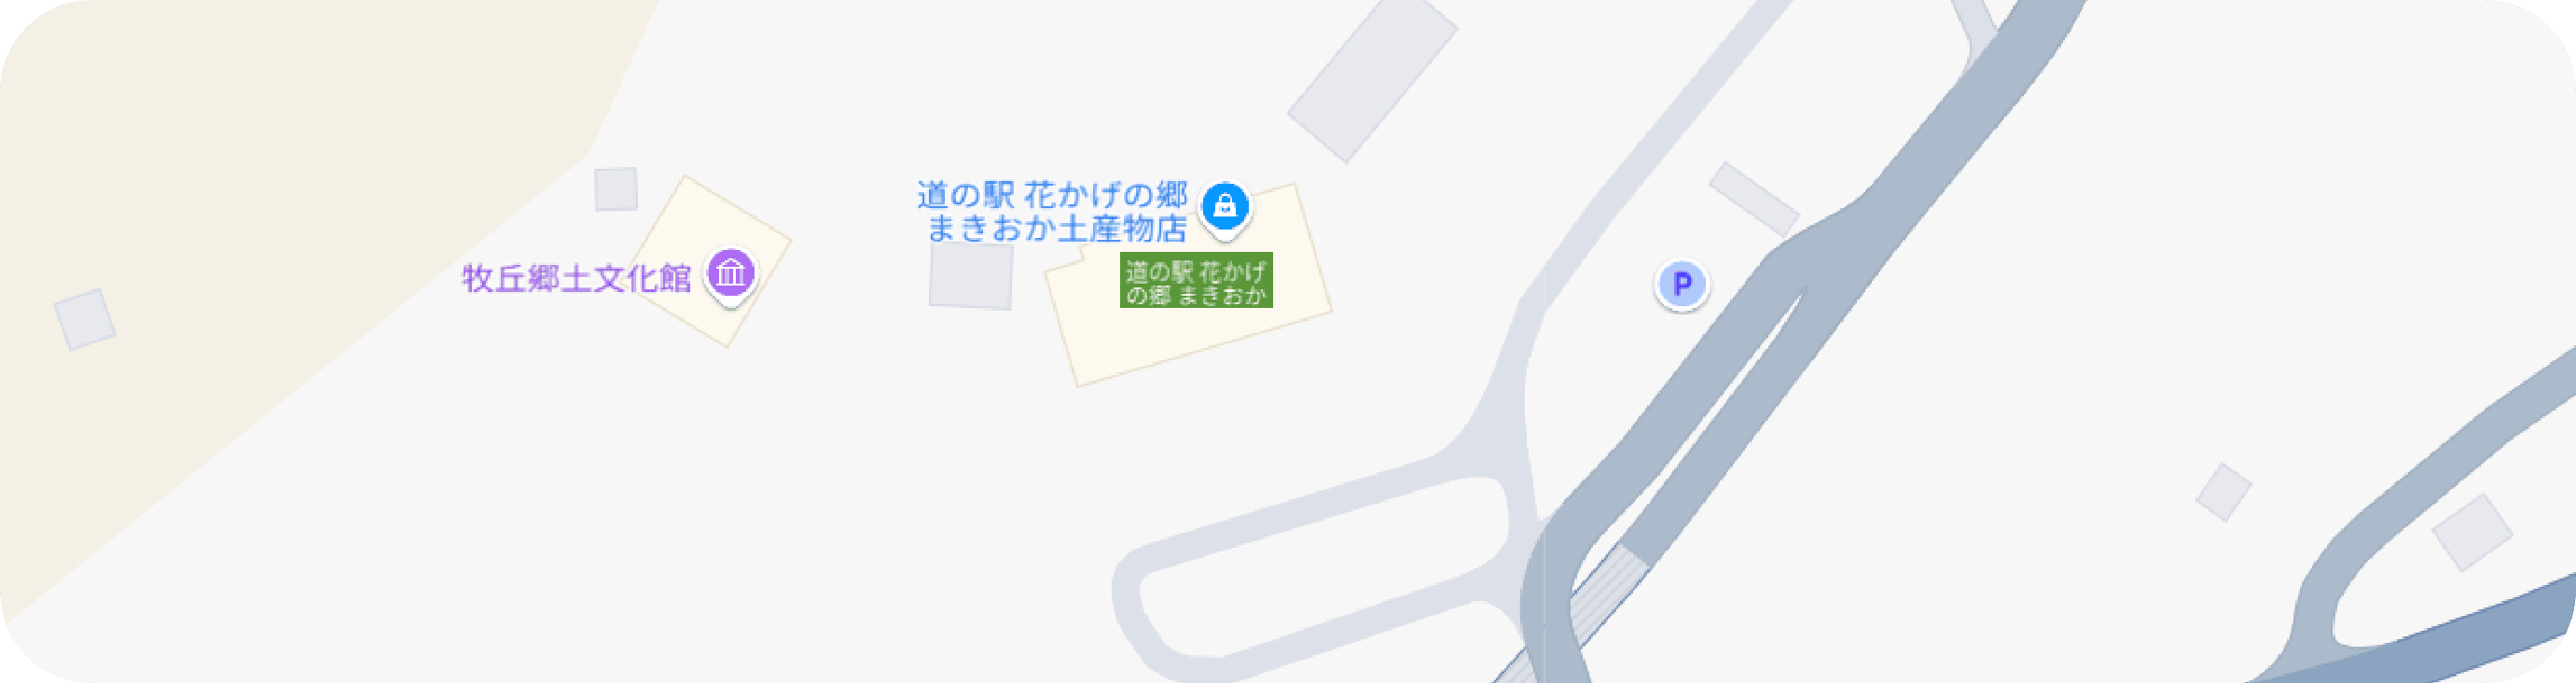 道の駅 花かげの郷
まきおか土産物店
牧丘郷土文化館
道の駅 花かげ
の郷 まきおか
P